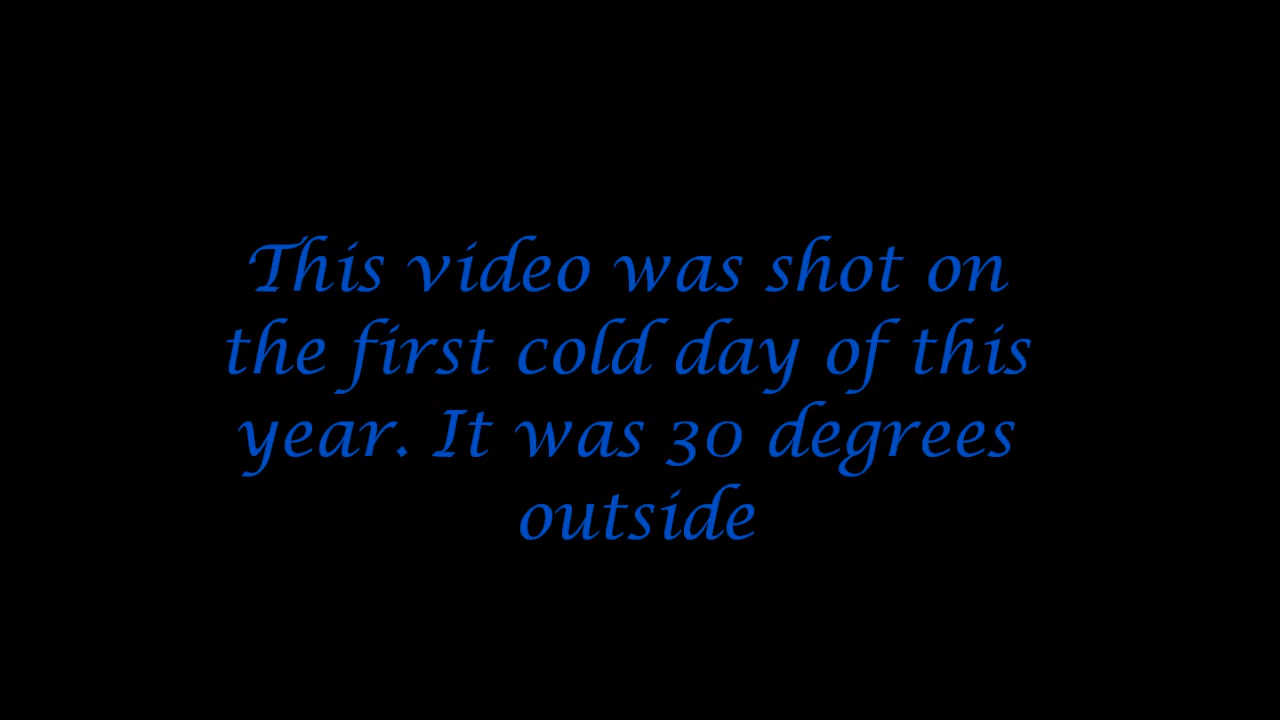 This video was shot on
the first cold day of this
year. It was 30 degrees
outside